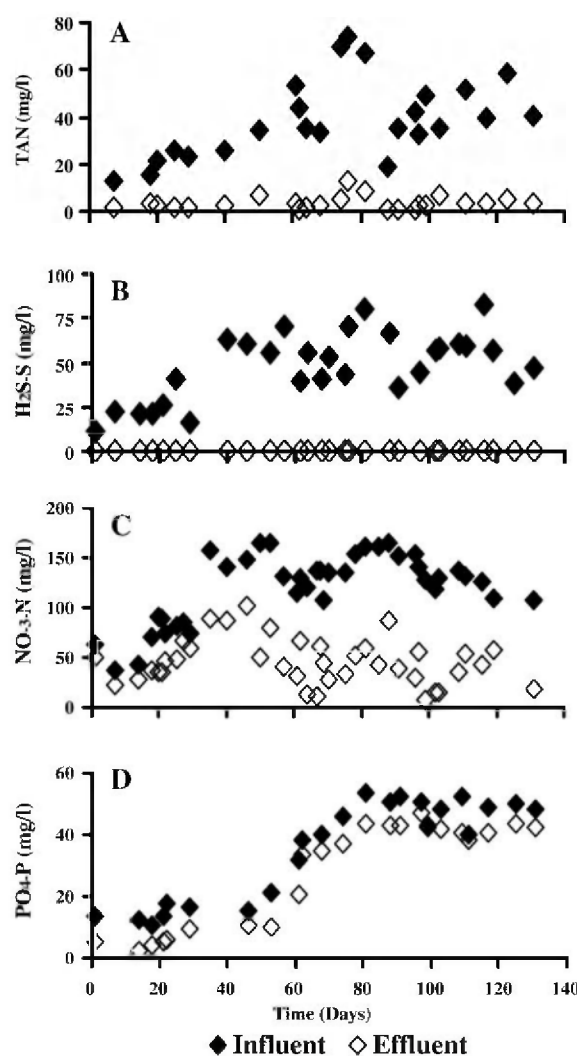 A
TAN (mg/l)
80
60
40
20
0
B
H2S-S (mg/l)
100
75
50
25
0
C
NO-3-N (mg/l)
200
150
100
50
0
D
PO4-P (mg/l)
60
40
20
0
0 20 40 60 80 100 120 140
Time (Days)
Influent Effluent